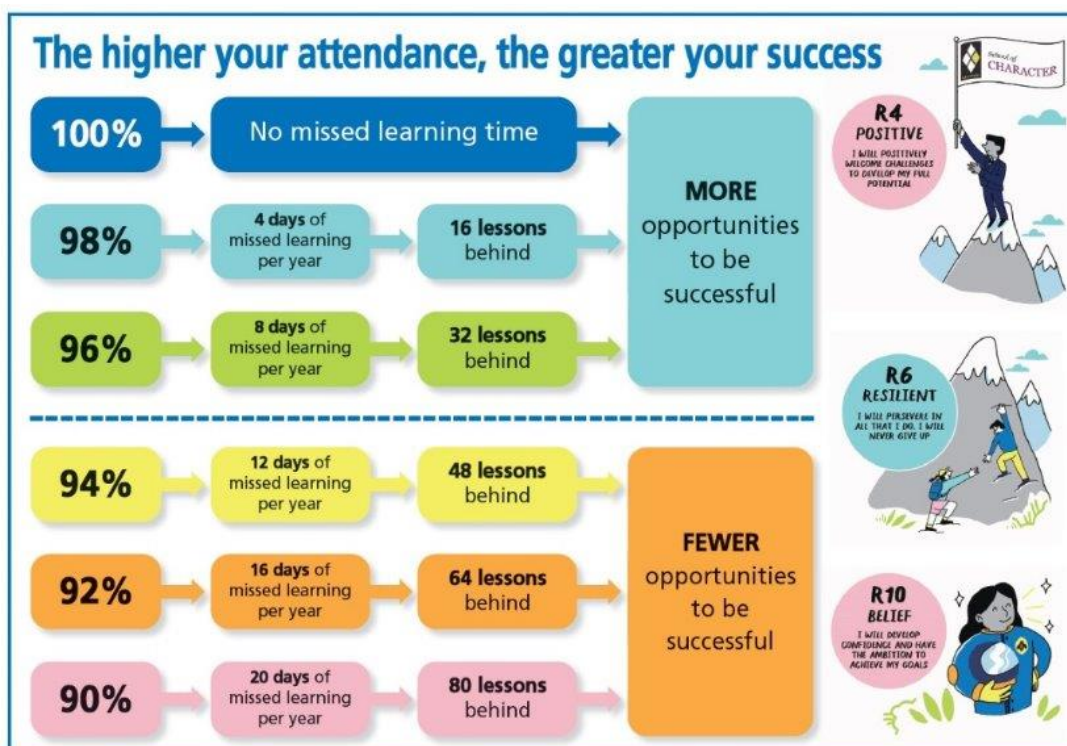 The higher your attendance, the greater your success
School of
CHARACTER
100%
No missed learning time
98%
4 days of
missed learning
per year
16 lessons
behind
96%
8 days of
missed learning
per year
32 lessons
behind
MORE
opportunities
to be
successful
94%
12 days of
missed learning
per year
48 lessons
behind
92%
16 days of
missed learning
per year
64 lessons
behind
90%
20 days of
missed learning
per year
80 lessons
behind
FEWER
opportunities
to be
successful
R4
POSITIVE
I WILL POSITIVELY
WELCOME CHALLENGES
TO DEVELOP MY FULL
POTENTIAL
R6
RESILIENT
I WILL PERSEVERE IN
ALL THAT I DO. I WILL
NEVER GIVE UP
R10
BELIEF
I WILL DEVELOP
CONFIDENCE AND HAVE
THE AMBITION TO
ACHIEVE MY GOALS